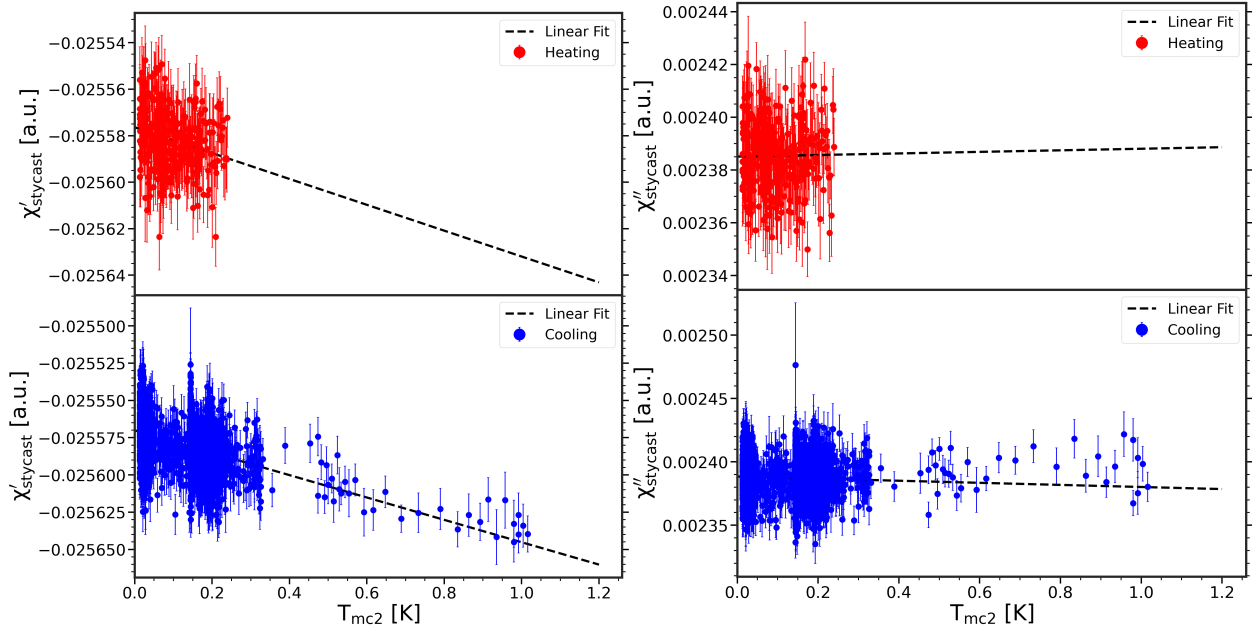 −0.02554
−0.02556
−0.02558
−0.02560
−0.02562
−0.02564
χ′stycast [a.u.]
Linear Fit
Heating
0.00244
0.00242
0.00240
0.00238
0.00236
0.00234
χ″stycast [a.u.]
Linear Fit
Heating
−0.025500
−0.025525
−0.025550
−0.025575
−0.025600
−0.025625
−0.025650
χ′stycast [a.u.]
Linear Fit
Cooling
0.0 0.2 0.4 0.6 0.8 1.0 1.2
Tmc2 [K]
0.00250
0.00245
0.00240
0.00235
χ″stycast [a.u.]
Linear Fit
Cooling
0.0 0.2 0.4 0.6 0.8 1.0 1.2
Tmc2 [K]